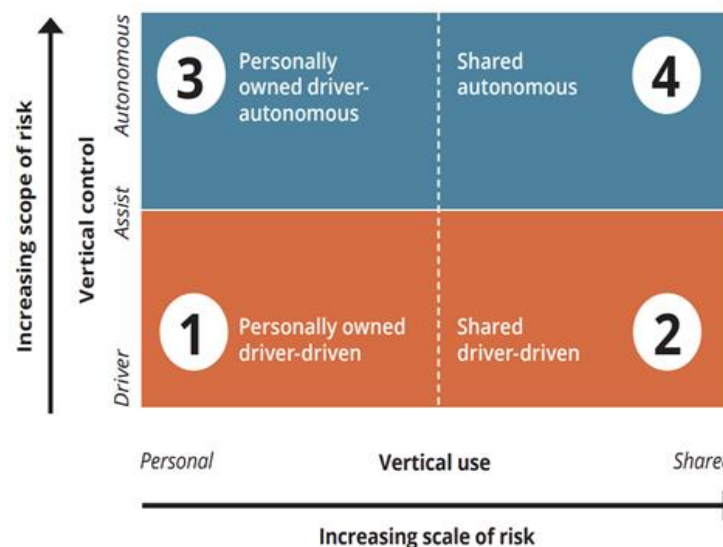 Increasing scope of risk
Vertical control
Autonomous
Assist
Driver
3
Personally
owned driver-
autonomous
Shared
autonomous
4
1
Personally owned
driver-driven
Shared
driver-driven
2
Personal
Vertical use
Shared
Increasing scale of risk